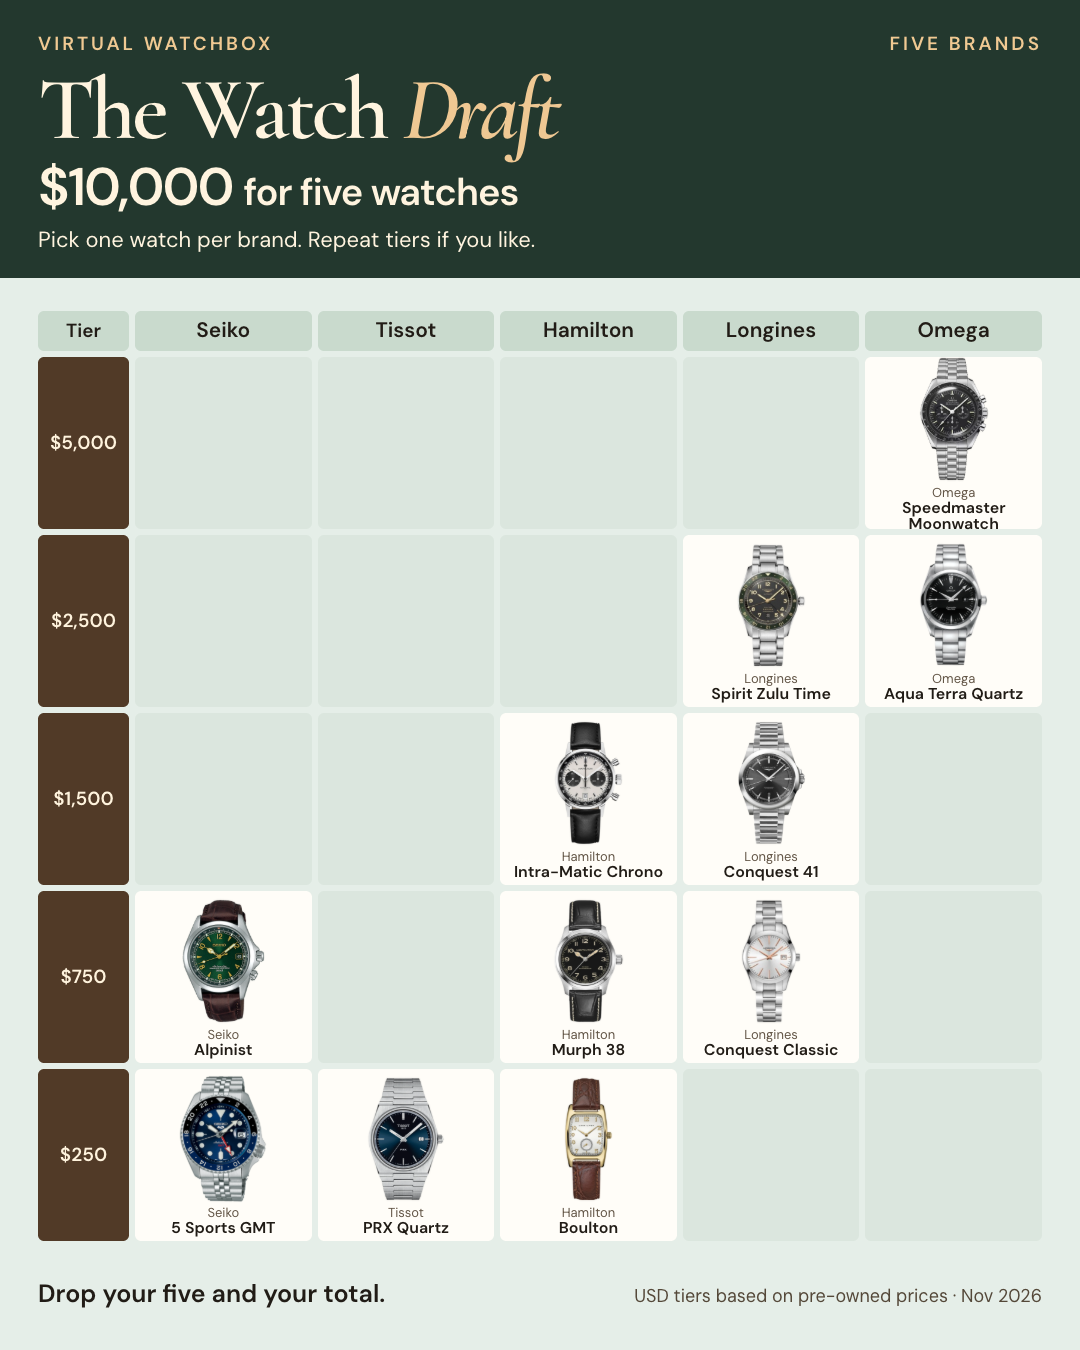 VIRTUAL WATCHBOX
FIVE BRANDS
The Watch Draft
$10,000 for five watches
Pick one watch per brand. Repeat tiers if you like.
Tier
Seiko
Tissot
Hamilton
Longines
Omega
$5,000
Omega
Speedmaster
Moonwatch
$2,500
Longines
Spirit Zulu Time
Omega
Aqua Terra Quartz
$1,500
Hamilton
Intra-Matic Chrono
Longines
Conquest 41
$750
Seiko
Alpinist
Hamilton
Murph 38
Longines
Conquest Classic
$250
Seiko
5 Sports GMT
Tissot
PRX Quartz
Hamilton
Boulton
Drop your five and your total.
USD tiers based on pre-owned prices · Nov 2026